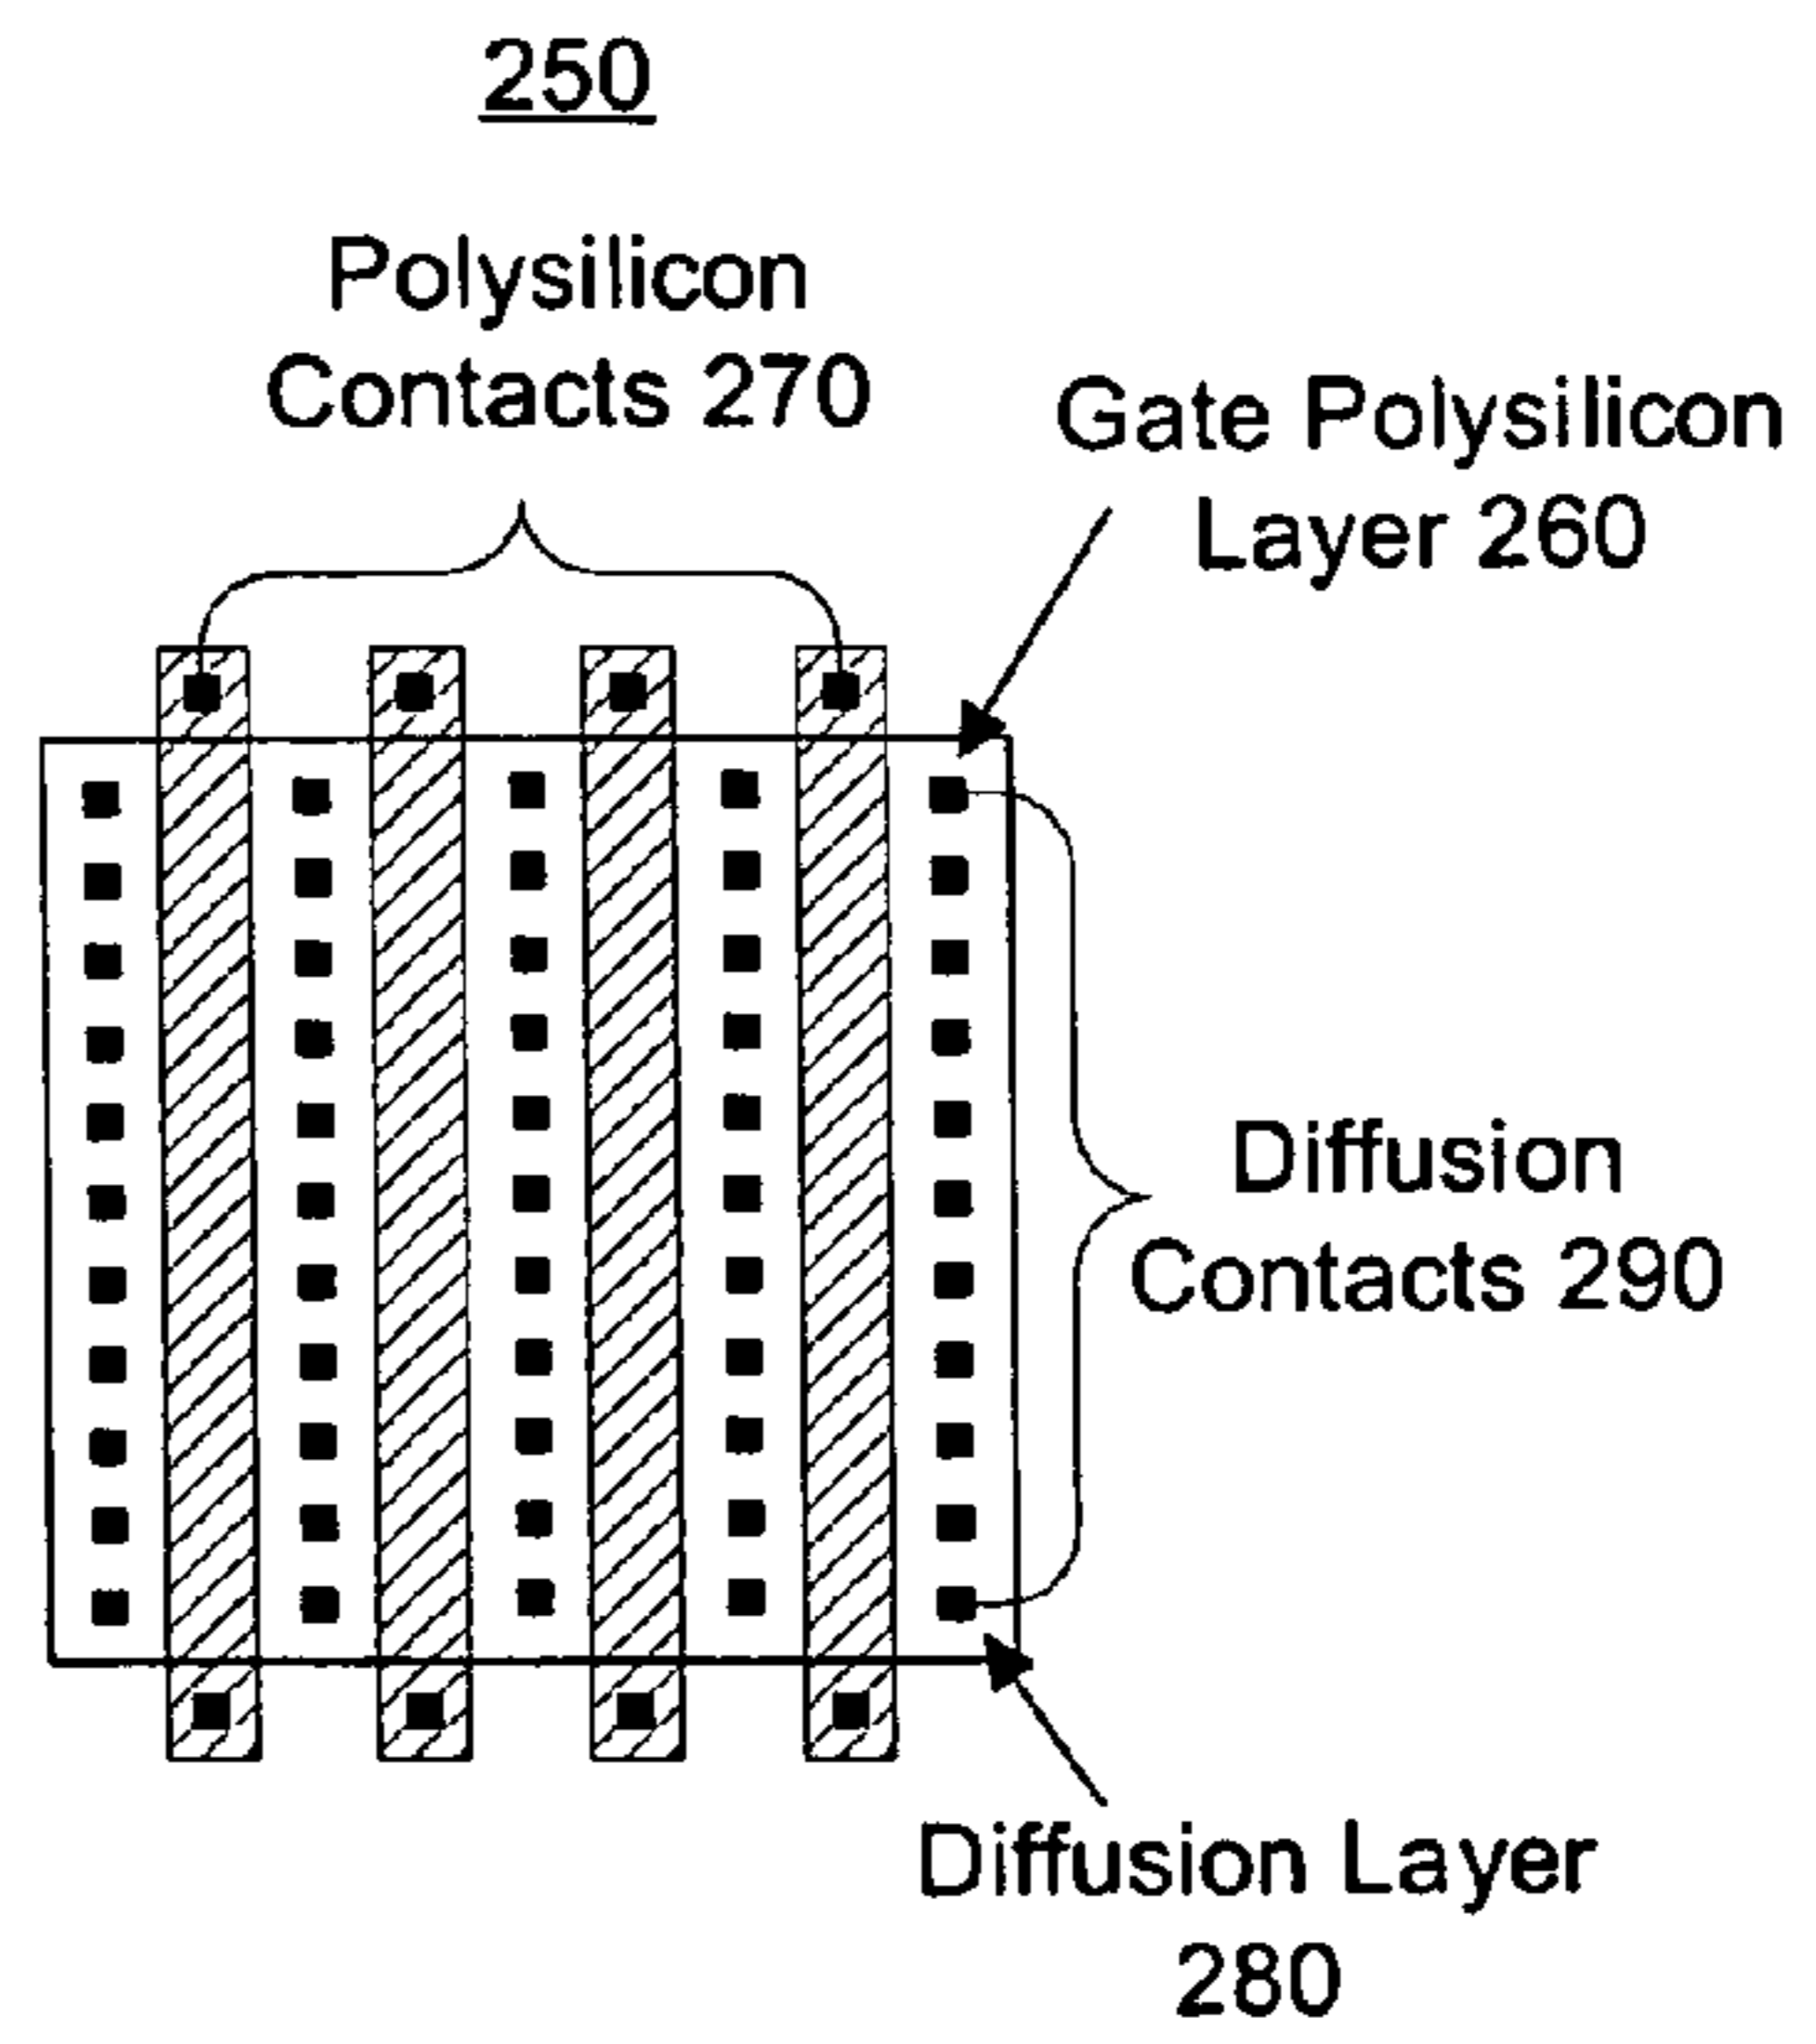 250
Polysilicon
Contacts 270
Gate Polysilicon
Layer 260
Diffusion
Contacts 290
Diffusion Layer
280